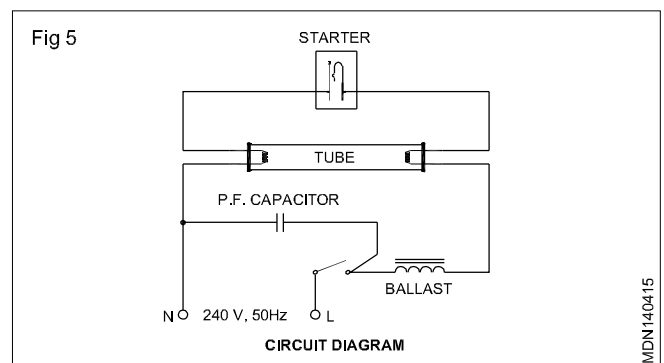 Fig 5
STARTER
TUBE
P.F. CAPACITOR
BALLAST
N 240 V, 50Hz L
CIRCUIT DIAGRAM
MDN140415